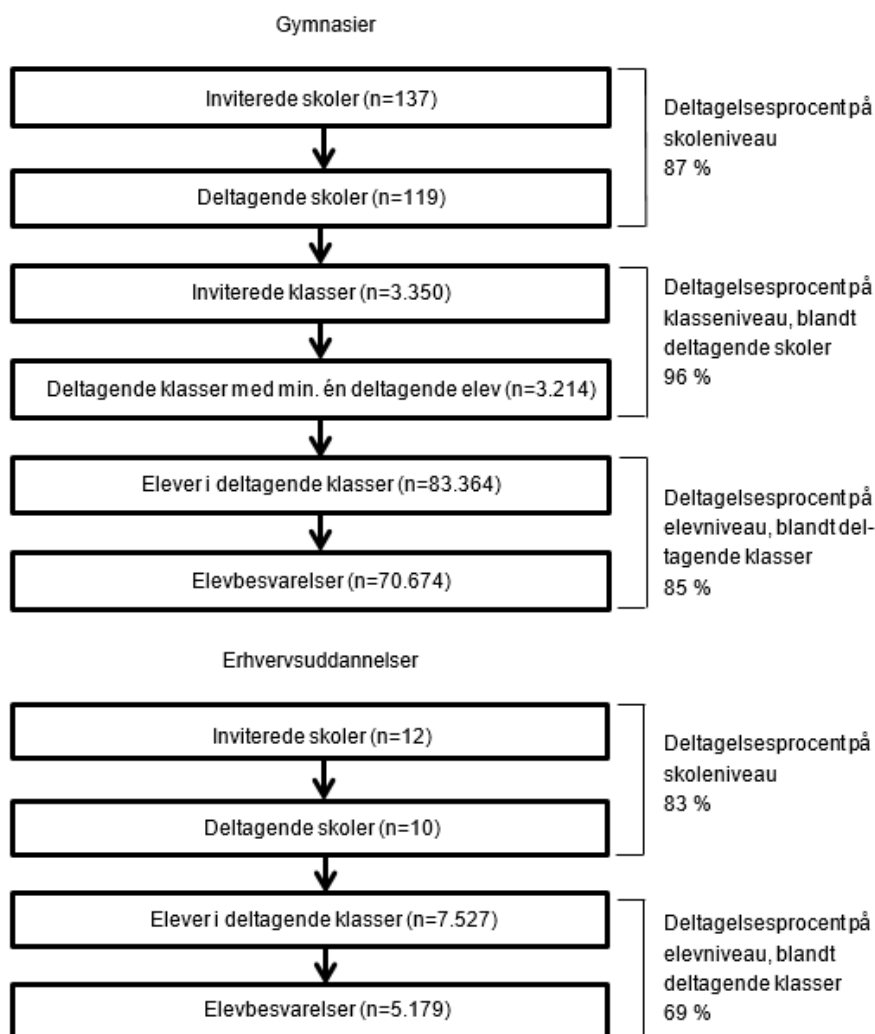 Gymnasier
Inviterede skoler (n=137)
Deltagelsesprocent på
skoleniveau
87 %
Deltagende skoler (n=119)
Inviterede klasser (n=3.350)
Deltagelsesprocent på
klasseniveau, blandt
deltagende skoler
96 %
Deltagende klasser med min. én deltagende elev (n=3.214)
Elever i deltagende klasser (n=83.364)
Deltagelsesprocent på
elevniveau, blandt del-
tagende klasser
85 %
Elevbesvarelser (n=70.674)
Erhvervsuddannelser
Inviterede skoler (n=12)
Deltagelsesprocent på
skoleniveau
83 %
Deltagende skoler (n=10)
Elever i deltagende klasser (n=7.527)
Deltagelsesprocent på
elevniveau, blandt
deltagende klasser
69 %
Elevbesvarelser (n=5.179)